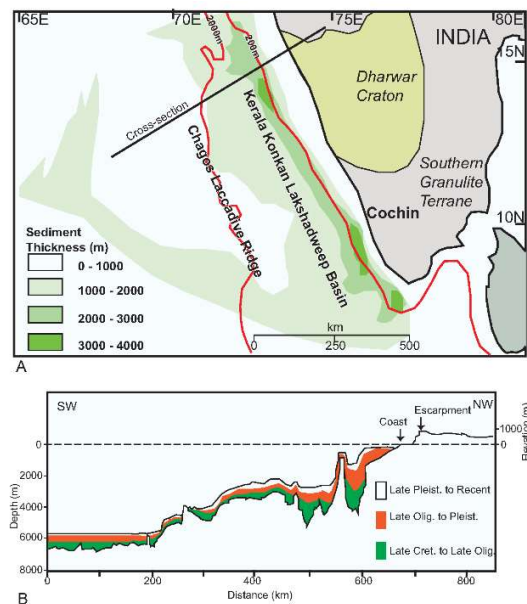 65E
70E
75E
80E
2000m
200m
INDIA
15N
Dharwar
Craton
Cross-section
Kerala Konkan Lakshadweep Basin
Chagos Laccadive Ridge
Southern
Granulite
Terrane
Cochin
10N
Sediment
Thickness (m)
0 - 1000
1000 - 2000
2000 - 3000
3000 - 4000
km
0
500
A
SW
NW
Coast
Escarpment
1000
0
Elevation (m)
0
2000
4000
6000
8000
Depth (m)
Late Pleist. to Recent
Late Olig. to Pleist.
Late Cret. to Late Olig.
0
200
400
600
800
Distance (km)
B